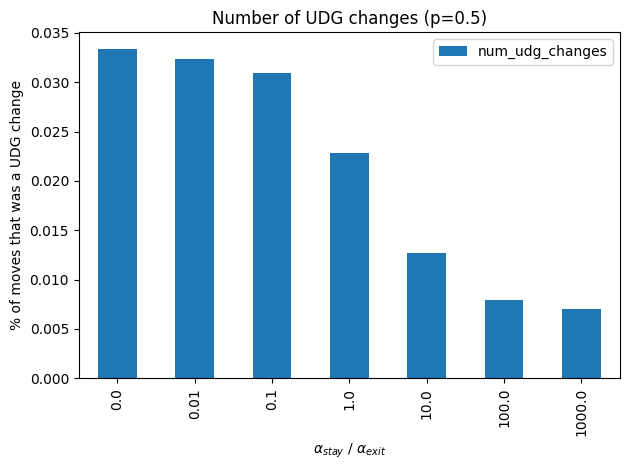 Number of UDG changes (p=0.5)
num_udg_changes
% of moves that was a UDG change
0.035
0.030
0.025
0.020
0.015
0.010
0.005
0.000
0.0 0.01 0.1 1.0 10.0 100.0 1000.0
α_stay / α_exit